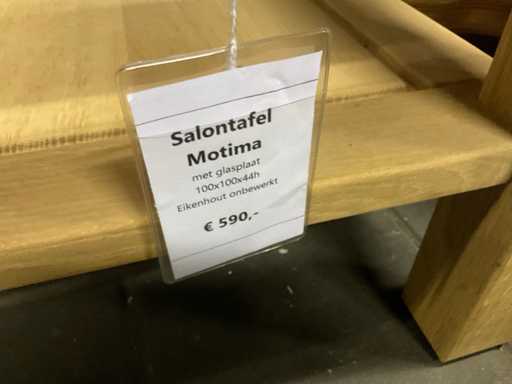 Salontafel
Motima
met glasplaat
100x100x44h
Eikenhout onbewerkt
€ 590,-